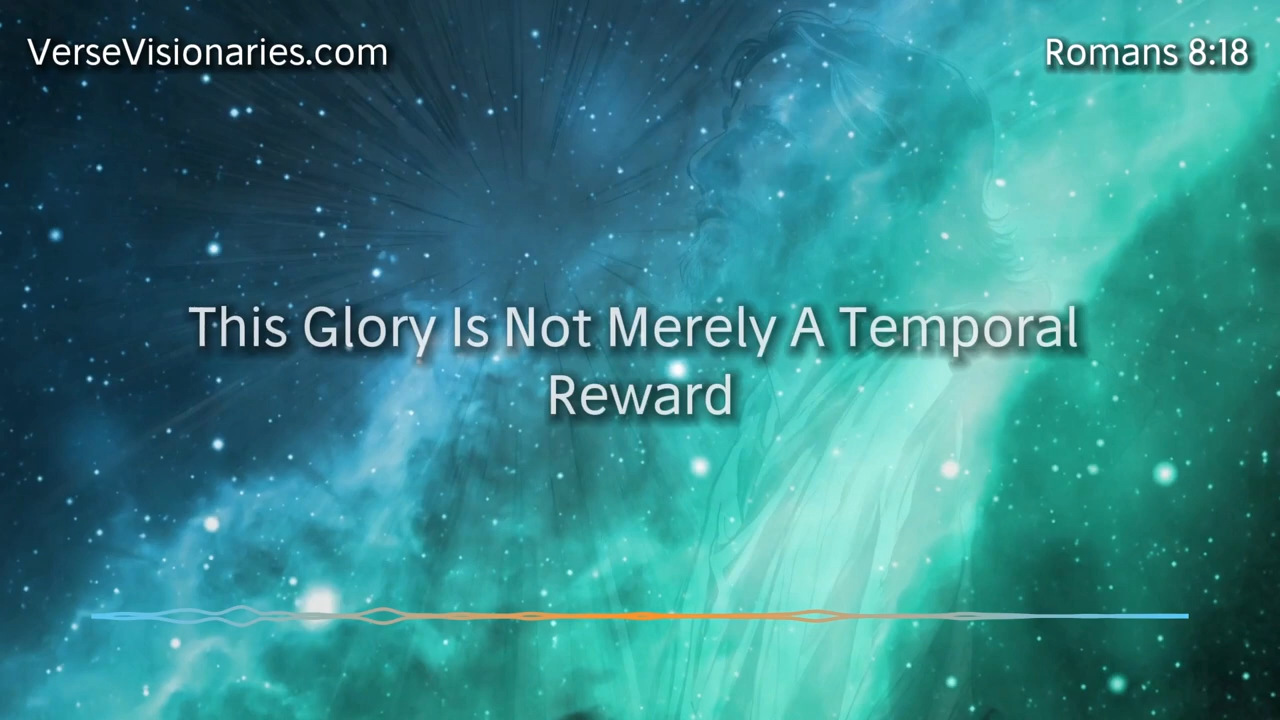 VerseVisionaries.com
Romans 8:18
This Glory Is Not Merely A Temporal
Reward